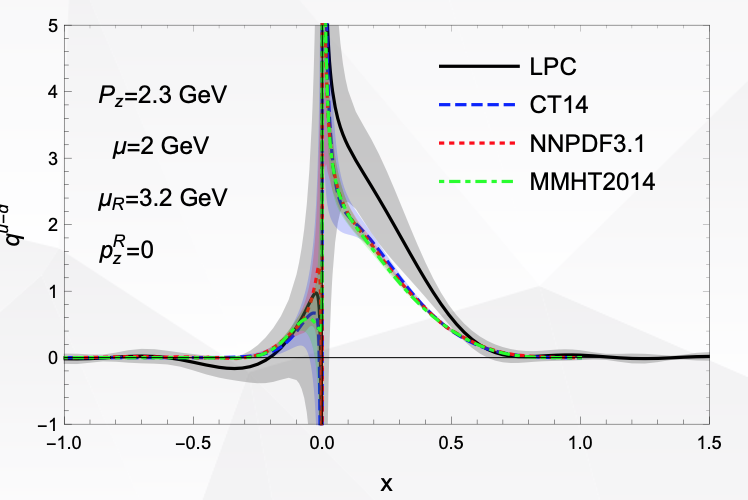 5
4
3
2
1
0
−1
−1.0
−0.5
0.0
0.5
1.0
1.5
x
P_z=2.3 GeV
μ=2 GeV
μ_R=3.2 GeV
p_z^R=0
LPC
CT14
NNPDF3.1
MMHT2014